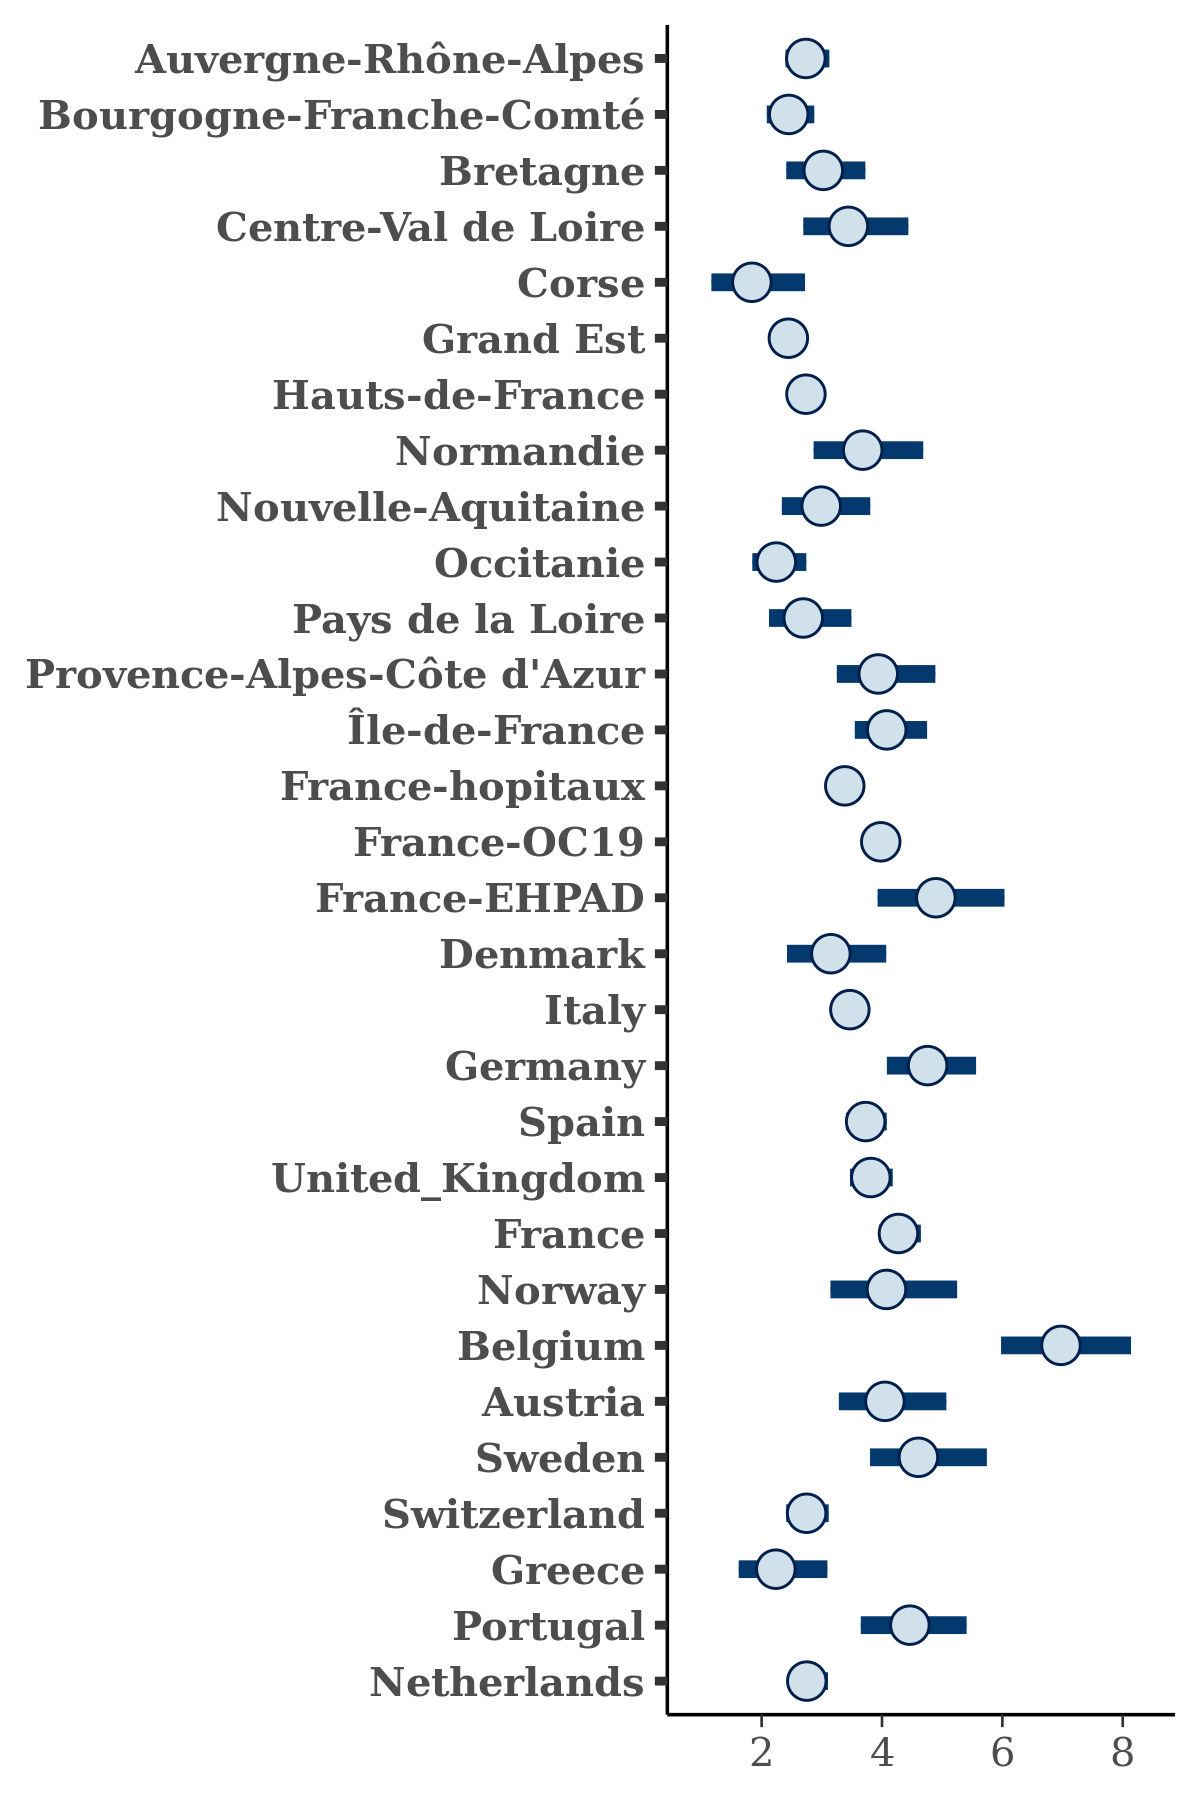 Auvergne-Rhône-Alpes
Bourgogne-Franche-Comté
Bretagne
Centre-Val de Loire
Corse
Grand Est
Hauts-de-France
Normandie
Nouvelle-Aquitaine
Occitanie
Pays de la Loire
Provence-Alpes-Côte d'Azur
Île-de-France
France-hopitaux
France-OC19
France-EHPAD
Denmark
Italy
Germany
Spain
United_Kingdom
France
Norway
Belgium
Austria
Sweden
Switzerland
Greece
Portugal
Netherlands
2 4 6 8